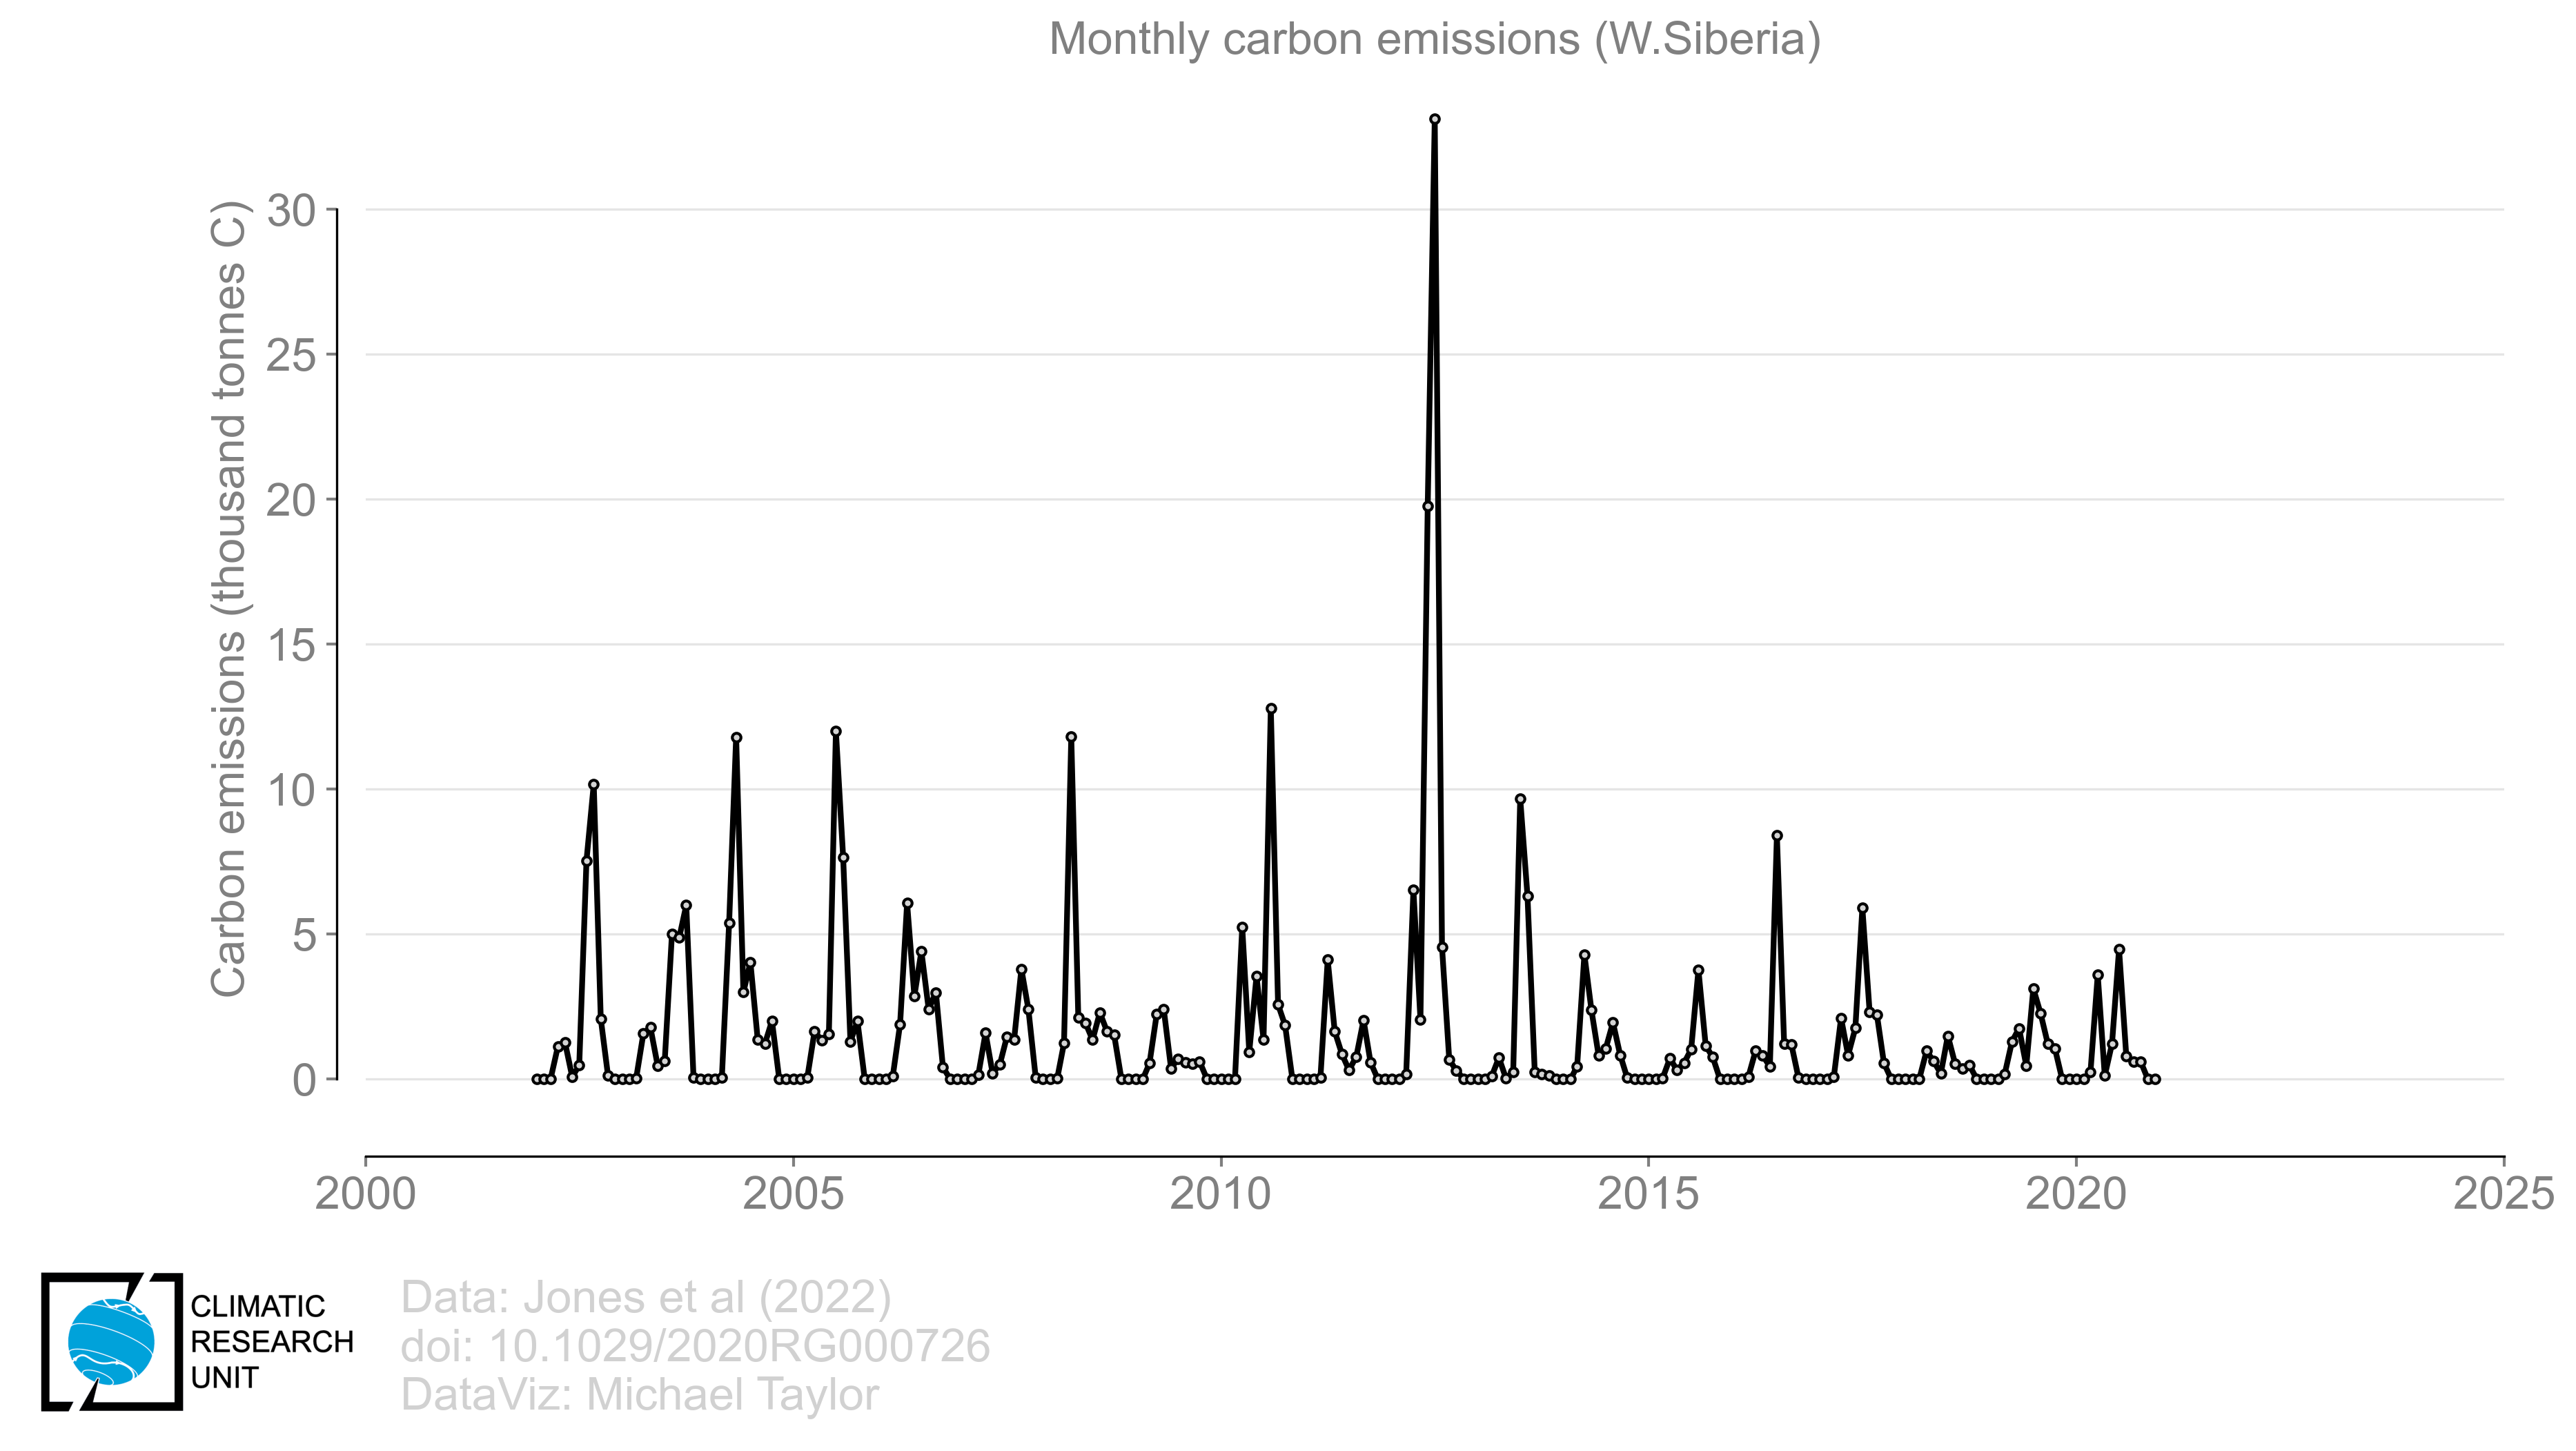 Monthly carbon emissions (W.Siberia)
Carbon emissions (thousand tonnes C)
30
25
20
15
10
5
0
2000 2005 2010 2015 2020 2025
CLIMATIC
RESEARCH
UNIT
Data: Jones et al (2022)
doi: 10.1029/2020RG000726
DataViz: Michael Taylor